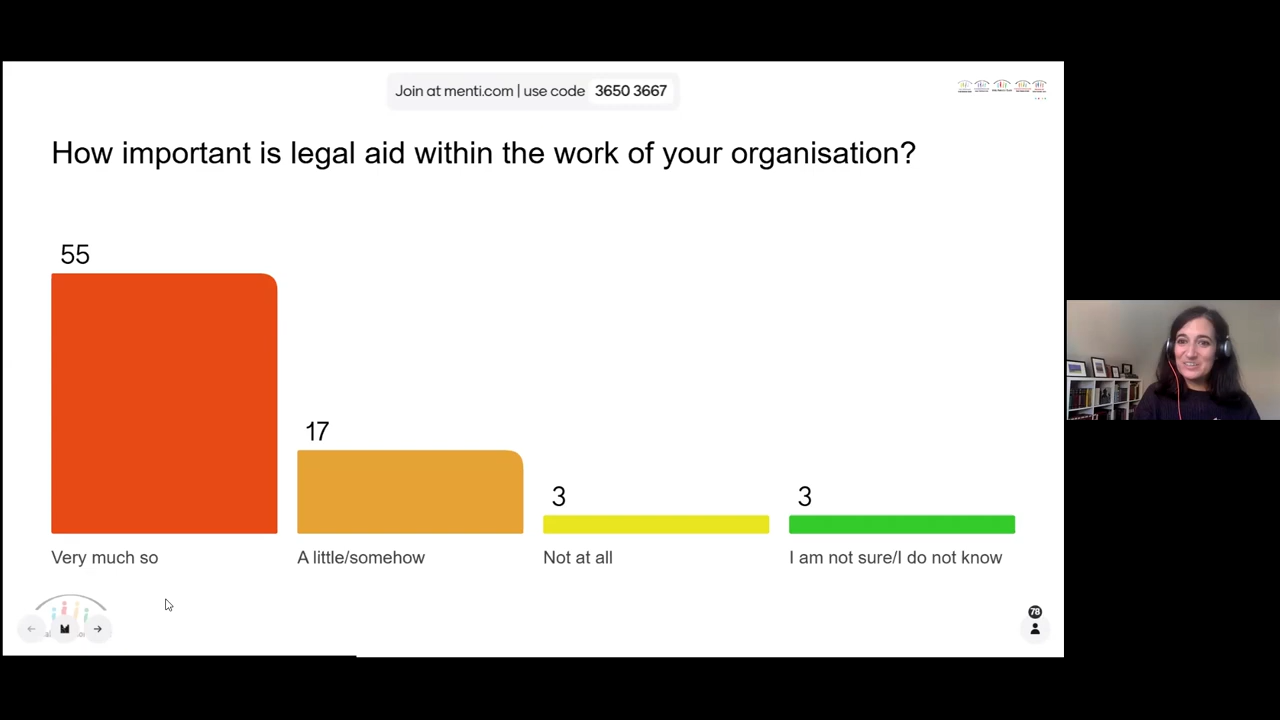 Join at menti.com | use code 3650 3667
How important is legal aid within the work of your organisation?
55
17
3
3
Very much so
A little/somehow
Not at all
I am not sure/I do not know
78